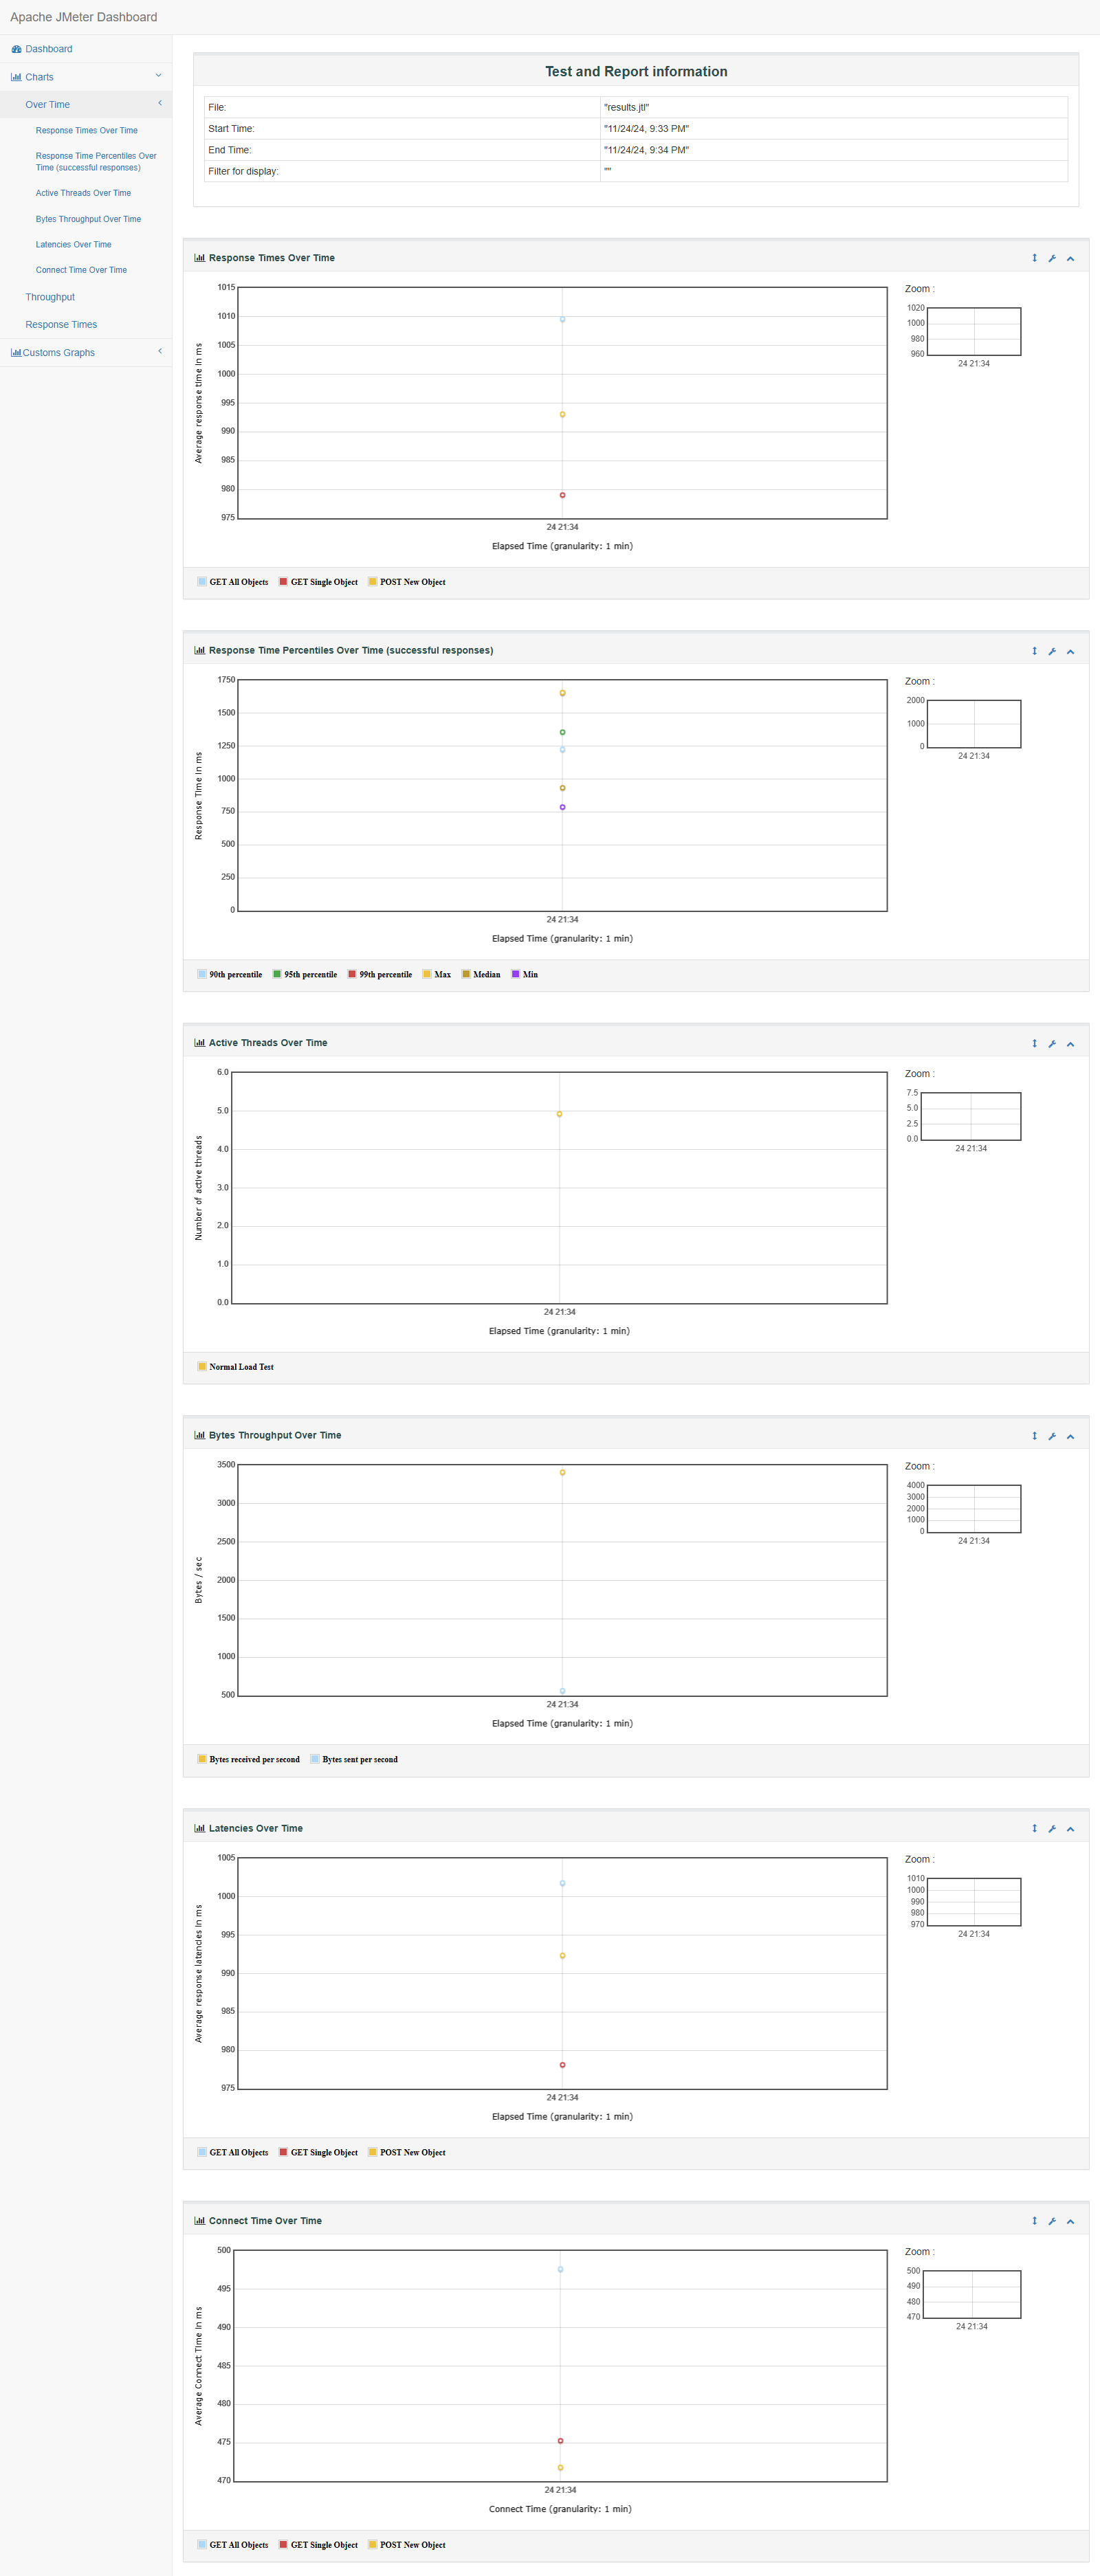 Apache JMeter Dashboard
Dashboard
Charts
Over Time
Response Times Over Time
Response Time Percentiles Over
Time (successful responses)
Active Threads Over Time
Bytes Throughput Over Time
Latencies Over Time
Connect Time Over Time
Throughput
Response Times
Customs Graphs
Test and Report information
File: "results.jtl"
Start Time: "11/24/24, 9:33 PM"
End Time: "11/24/24, 9:34 PM"
Filter for display: ""
Response Times Over Time
Average response time in ms
1015
1010
1005
1000
995
990
985
980
975
24 21:34
Elapsed Time (granularity: 1 min)
Zoom :
1020
1000
980
960
24 21:34
GET All Objects GET Single Object POST New Object
Response Time Percentiles Over Time (successful responses)
Response Time in ms
1750
1500
1250
1000
750
500
250
0
24 21:34
Elapsed Time (granularity: 1 min)
Zoom :
2000
1000
0
24 21:34
90th percentile 95th percentile 99th percentile Max Median Min
Active Threads Over Time
Number of active threads
6.0
5.0
4.0
3.0
2.0
1.0
0.0
24 21:34
Elapsed Time (granularity: 1 min)
Zoom :
7.5
5.0
2.5
0.0
24 21:34
Normal Load Test
Bytes Throughput Over Time
Bytes / sec
3500
3000
2500
2000
1500
1000
500
24 21:34
Elapsed Time (granularity: 1 min)
Zoom :
4000
3000
2000
1000
0
24 21:34
Bytes received per second Bytes sent per second
Latencies Over Time
Average response latencies in ms
1005
1000
995
990
985
980
975
24 21:34
Elapsed Time (granularity: 1 min)
Zoom :
1010
1000
990
980
970
24 21:34
GET All Objects GET Single Object POST New Object
Connect Time Over Time
Average Connect Time in ms
500
495
490
485
480
475
470
24 21:34
Connect Time (granularity: 1 min)
Zoom :
500
490
480
470
24 21:34
GET All Objects GET Single Object POST New Object